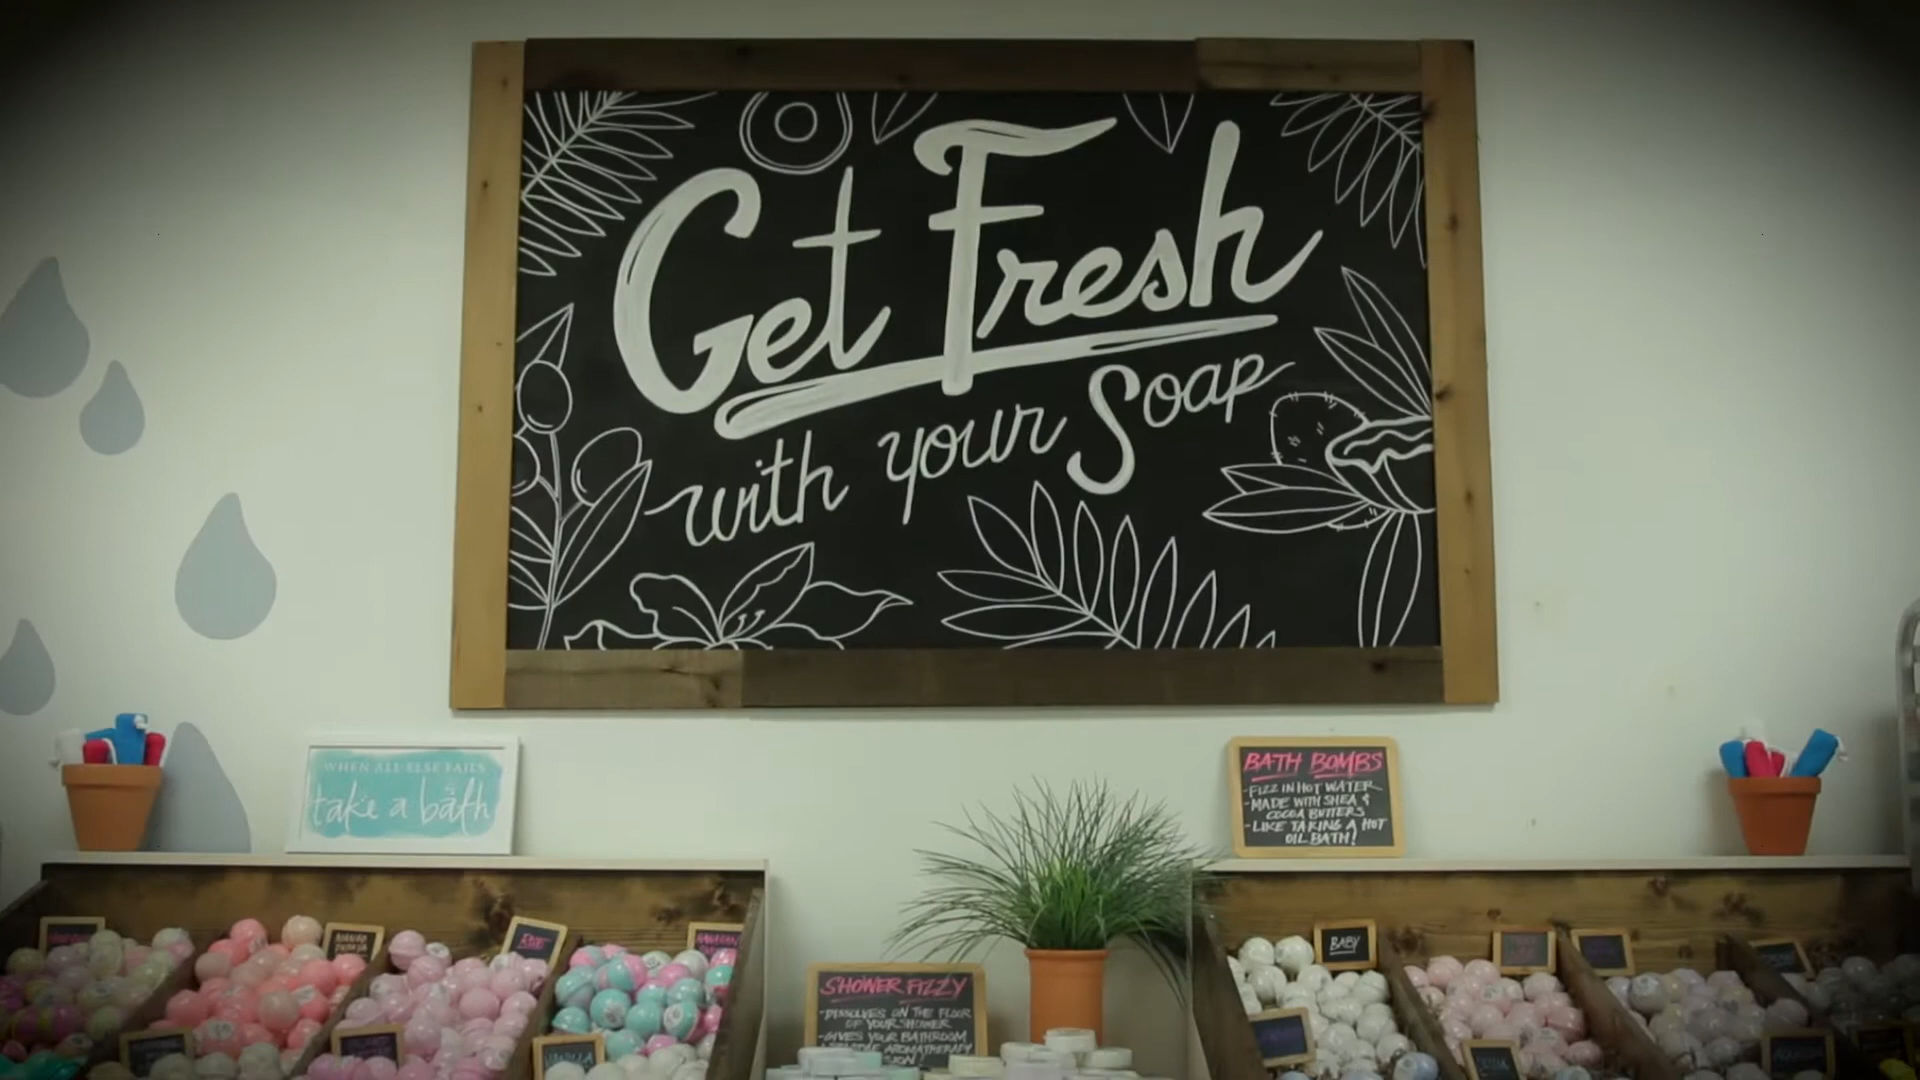 Get Fresh
with your Soap
WHEN ALL ELSE FAILS
take a bath
BATH BOMBS
-FIZZ IN HOT WATER
-MADE WITH SHEA &
COCOA BUTTERS
-LIKE TAKING A HOT
OIL BATH!
SHOWER FIZZY
-DISSOLVES ON THE FLOOR
OF YOUR SHOWER
-GIVES YOUR BATHROOM
AROMATHERAPY
BABY